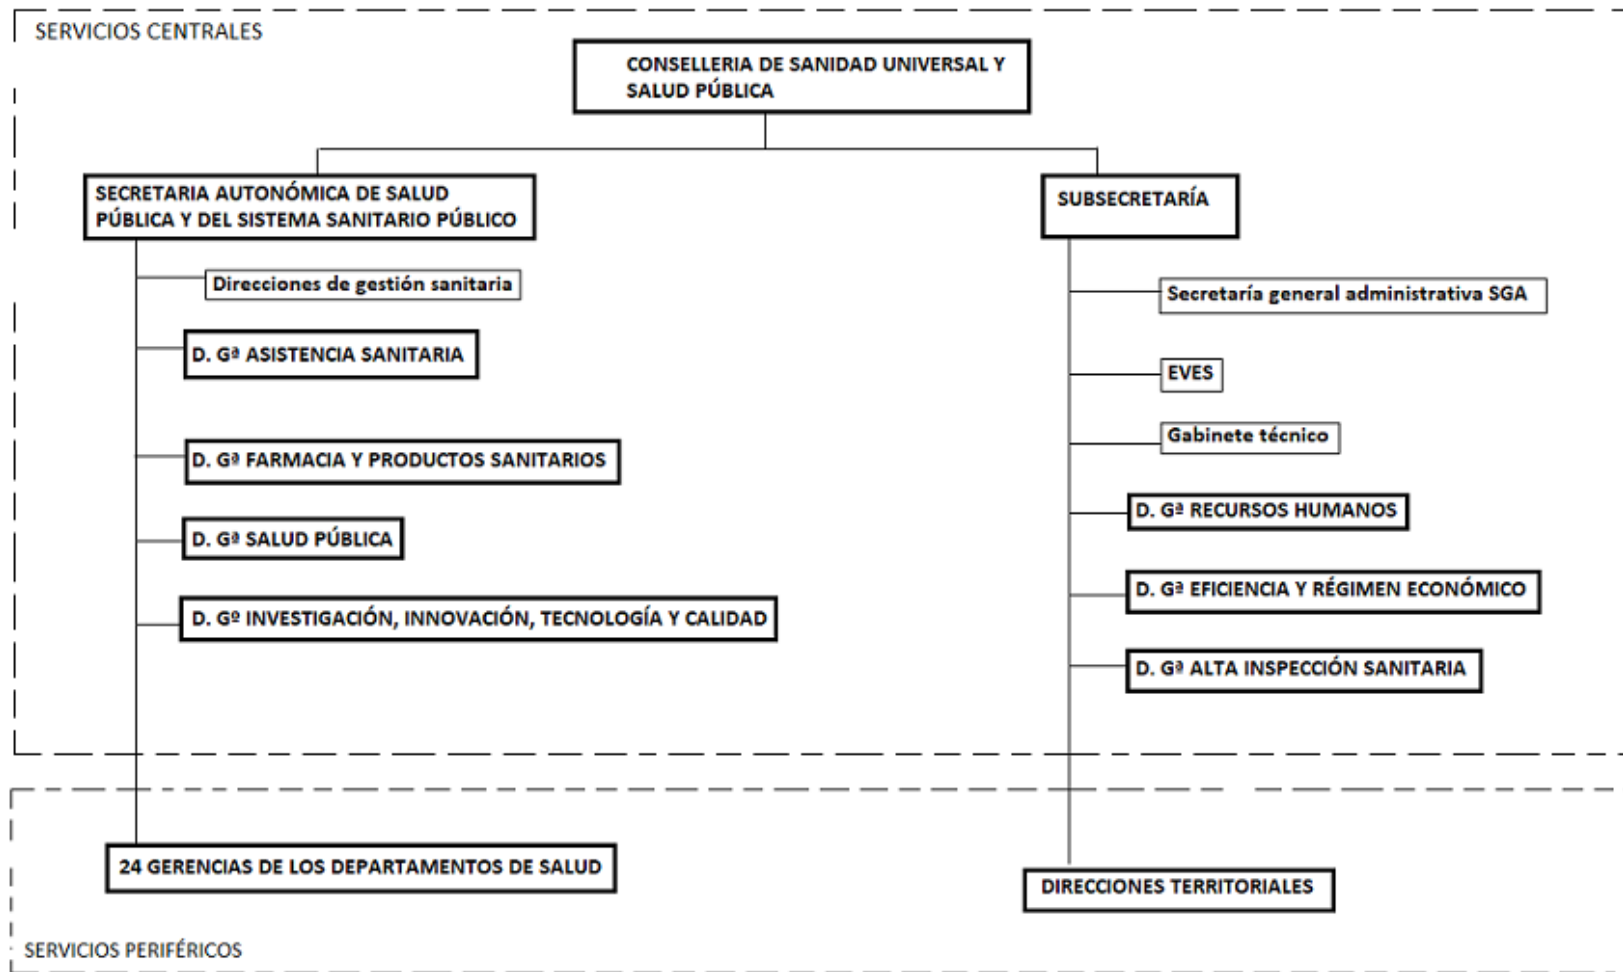 SERVICIOS CENTRALES
CONSELLERIA DE SANIDAD UNIVERSAL Y
SALUD PÚBLICA
SECRETARIA AUTONÓMICA DE SALUD
PÚBLICA Y DEL SISTEMA SANITARIO PÚBLICO
Direcciones de gestión sanitaria
D. Gª ASISTENCIA SANITARIA
D. Gª FARMACIA Y PRODUCTOS SANITARIOS
D. Gª SALUD PÚBLICA
D. Gº INVESTIGACIÓN, INNOVACIÓN, TECNOLOGÍA Y CALIDAD
SUBSECRETARÍA
Secretaría general administrativa SGA
EVES
Gabinete técnico
D. Gª RECURSOS HUMANOS
D. Gª EFICIENCIA Y RÉGIMEN ECONÓMICO
D. Gª ALTA INSPECCIÓN SANITARIA
24 GERENCIAS DE LOS DEPARTAMENTOS DE SALUD
DIRECCIONES TERRITORIALES
SERVICIOS PERIFÉRICOS